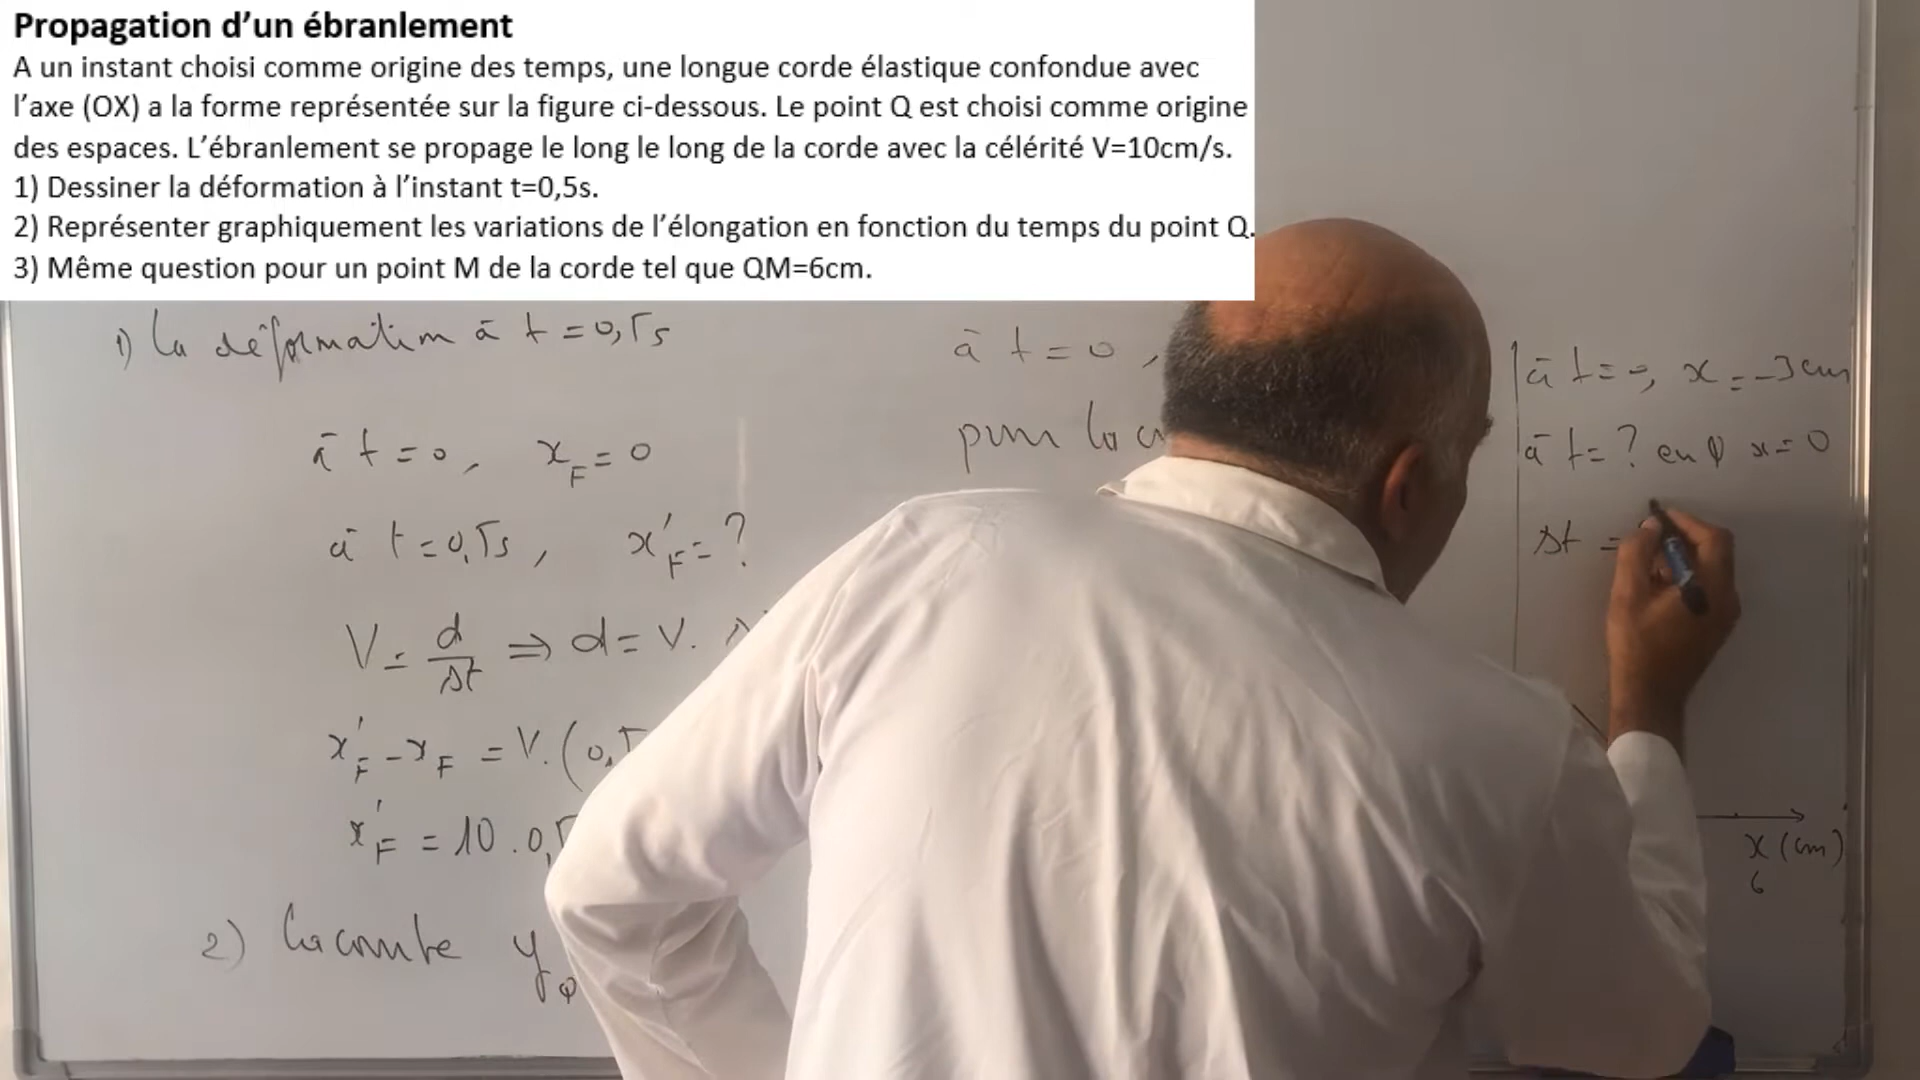 Propagation d’un ébranlement
A un instant choisi comme origine des temps, une longue corde élastique confondue avec
l’axe (OX) a la forme représentée sur la figure ci-dessous. Le point Q est choisi comme origine
des espaces. L’ébranlement se propage le long le long de la corde avec la célérité V=10cm/s.
1) Dessiner la déformation à l’instant t=0,5s.
2) Représenter graphiquement les variations de l’élongation en fonction du temps du point Q.
3) Même question pour un point M de la corde tel que QM=6cm.
1) La déformation à t=0,5s
à t=0, x_F=0
à t=0,5s, x'_F=?
V = d/Δt ⇒ d = V.
x'_F - x_F = V.(0,5
x'_F = 10.0,5
2) La courbe y_Q
à t=0,
pour la
à t=0, x=-3cm
à t=? en Q x=0
Δt =
x (cm)
6